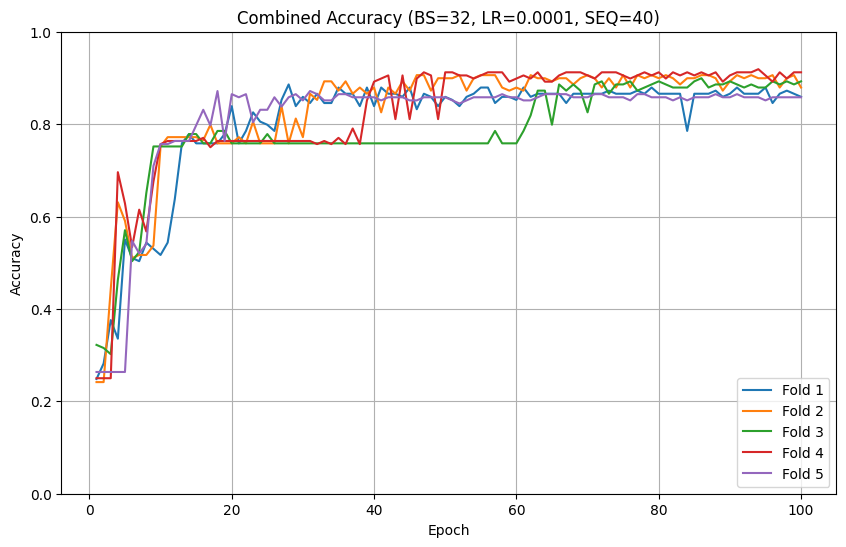 Combined Accuracy (BS=32, LR=0.0001, SEQ=40)
Accuracy
1.0
0.8
0.6
0.4
0.2
0.0
Fold 1
Fold 2
Fold 3
Fold 4
Fold 5
0 20 40 60 80 100
Epoch